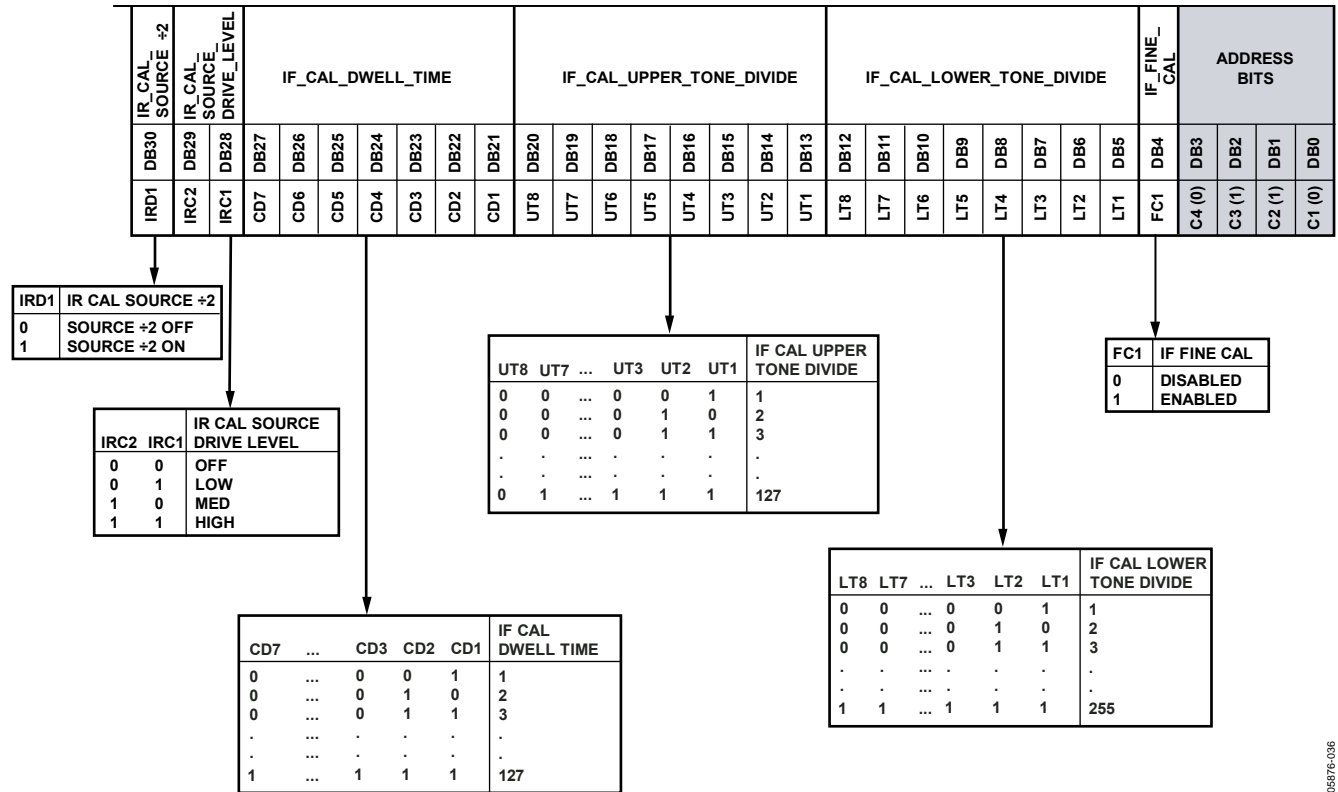 IR_CAL_
SOURCE ÷2
IR_CAL_
SOURCE_
DRIVE_LEVEL
IF_CAL_DWELL_TIME
IF_CAL_UPPER_TONE_DIVIDE
IF_CAL_LOWER_TONE_DIVIDE
IF_FINE_
CAL
ADDRESS
BITS
DB30 DB29 DB28 DB27 DB26 DB25 DB24 DB23 DB22 DB21 DB20 DB19 DB18 DB17 DB16 DB15 DB14 DB13 DB12 DB11 DB10 DB9 DB8 DB7 DB6 DB5 DB4 DB3 DB2 DB1 DB0
IRD1 IRC2 IRC1 CD7 CD6 CD5 CD4 CD3 CD2 CD1 UT8 UT7 UT6 UT5 UT4 UT3 UT2 UT1 LT8 LT7 LT6 LT5 LT4 LT3 LT2 LT1 FC1 C4 (0) C3 (1) C2 (1) C1 (0)
IRD1 IR CAL SOURCE ÷2
0 SOURCE ÷2 OFF
1 SOURCE ÷2 ON
IRC2 IRC1 IR CAL SOURCE
DRIVE LEVEL
0 0 OFF
0 1 LOW
1 0 MED
1 1 HIGH
CD7 ... CD3 CD2 CD1 IF CAL
DWELL TIME
0 ... 0 0 1 1
0 ... 0 1 0 2
0 ... 0 1 1 3
. ... . . . .
. ... . . . .
1 ... 1 1 1 127
UT8 UT7 ... UT3 UT2 UT1 IF CAL UPPER
TONE DIVIDE
0 0 ... 0 0 1 1
0 0 ... 0 1 0 2
0 0 ... 0 1 1 3
. . ... . . . .
. . ... . . . .
0 1 ... 1 1 1 127
LT8 LT7 ... LT3 LT2 LT1 IF CAL LOWER
TONE DIVIDE
0 0 ... 0 0 1 1
0 0 ... 0 1 0 2
0 0 ... 0 1 1 3
. . ... . . . .
. . ... . . . .
1 1 ... 1 1 1 255
FC1 IF FINE CAL
0 DISABLED
1 ENABLED
05876-036